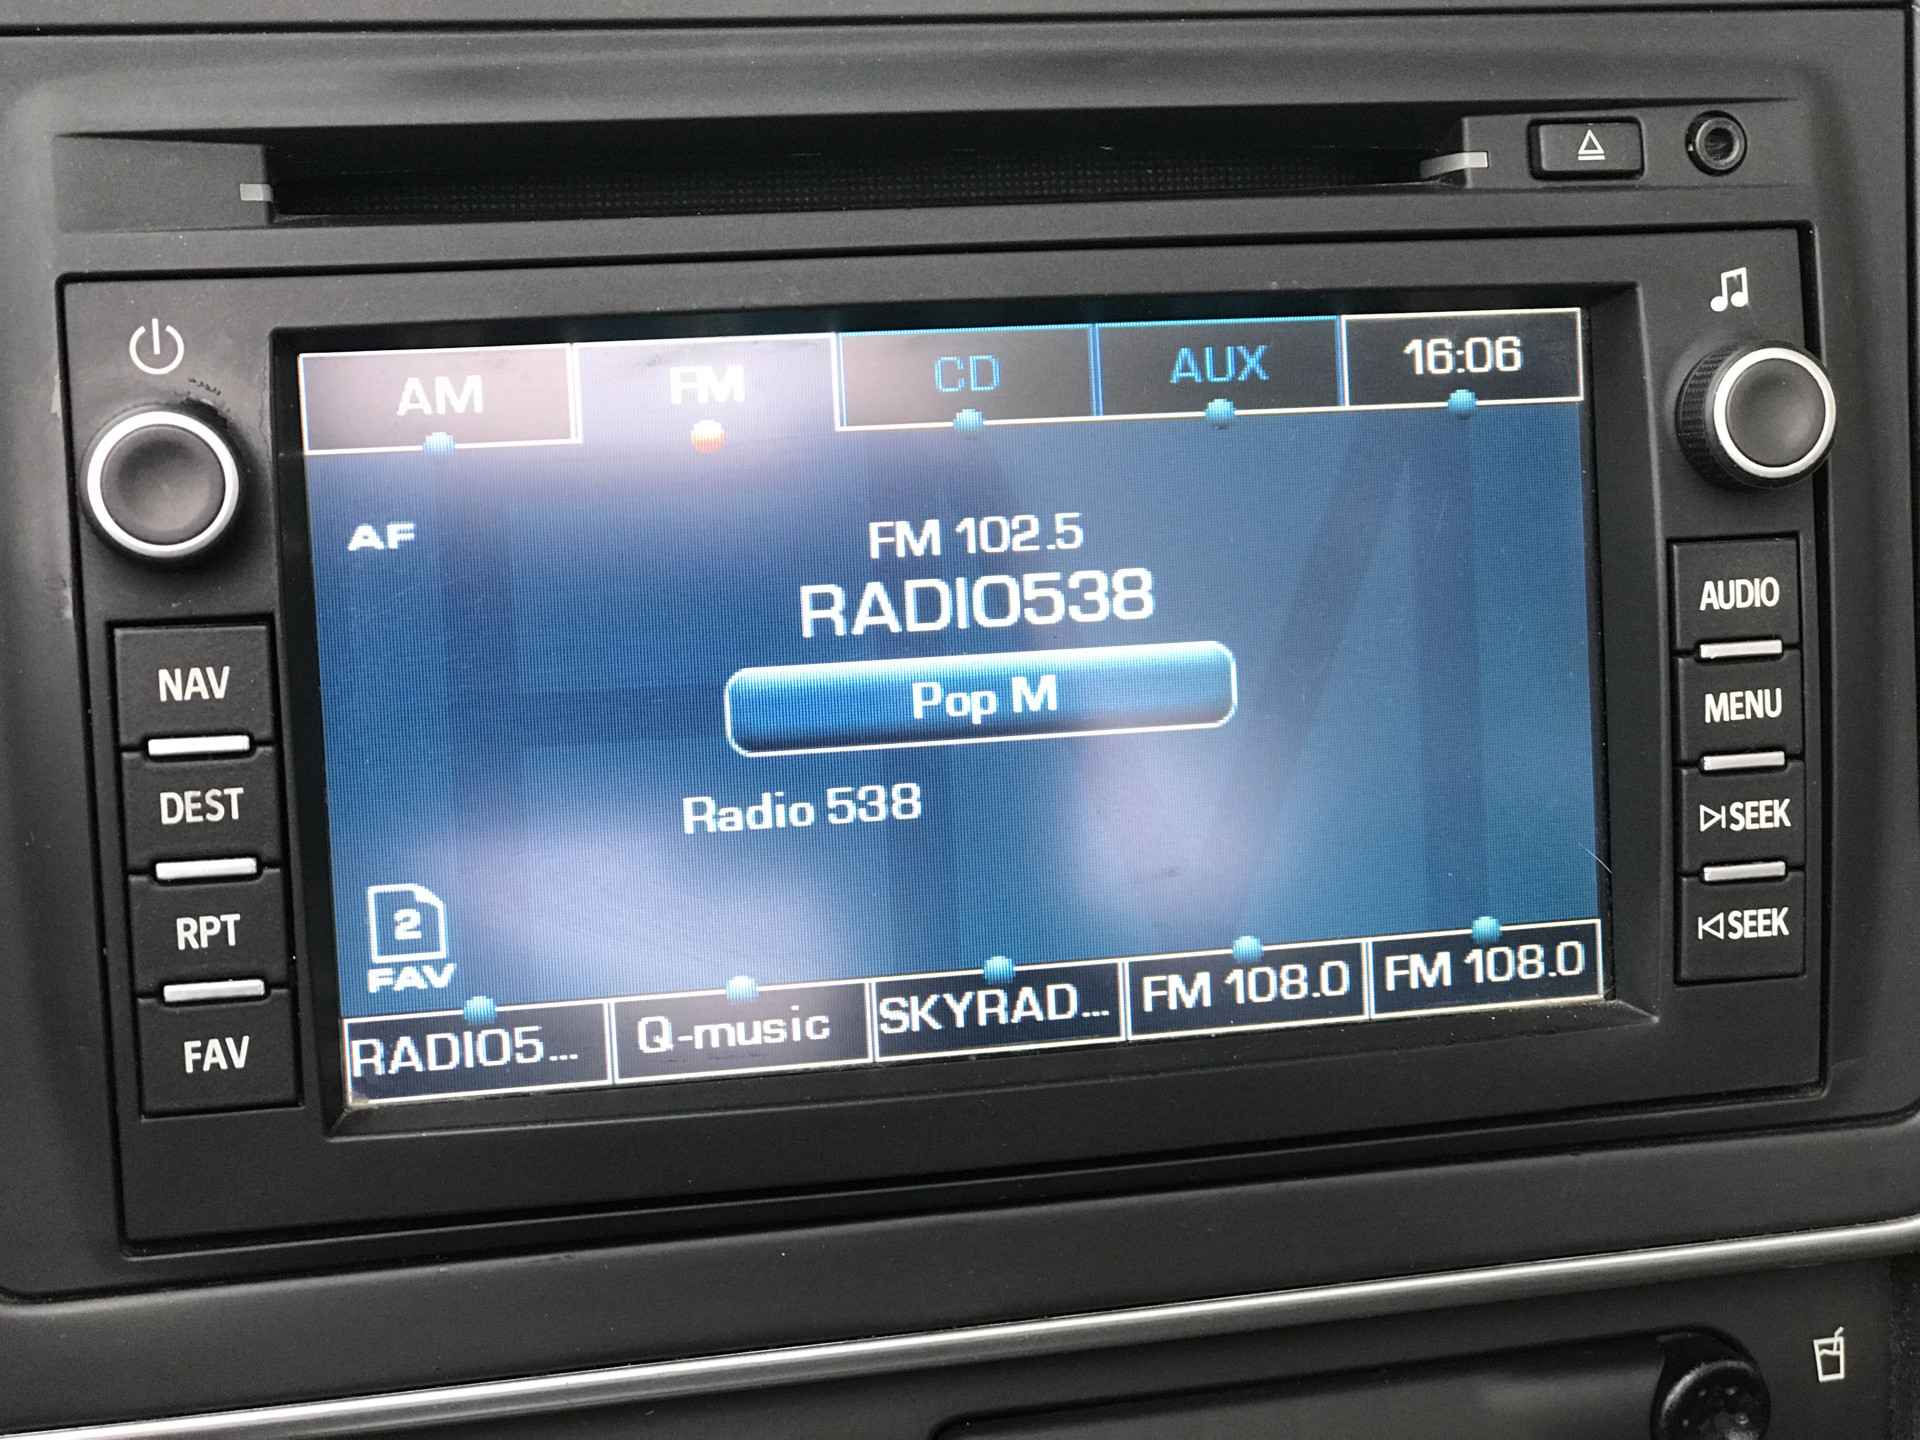 AM FM CD AUX 16:06
AF
FM 102.5
RADIO538
Pop M
Radio 538
2
FAV
RADIO5... Q-music SKYRAD... FM 108.0 FM 108.0
NAV
DEST
RPT
FAV
AUDIO
MENU
SEEK
SEEK